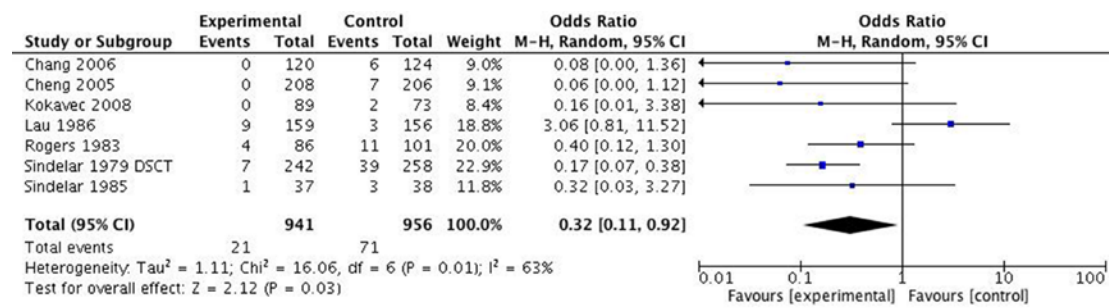 Experimental Control Odds Ratio Odds Ratio
Study or Subgroup Events Total Events Total Weight M-H, Random, 95% CI M-H, Random, 95% CI
Chang 2006 0 120 6 124 9.0% 0.08 [0.00, 1.36]
Cheng 2005 0 208 7 206 9.1% 0.06 [0.00, 1.12]
Kokavec 2008 0 89 2 73 8.4% 0.16 [0.01, 3.38]
Lau 1986 9 159 3 156 18.8% 3.06 [0.81, 11.52]
Rogers 1983 4 86 11 101 20.0% 0.40 [0.12, 1.30]
Sindelar 1979 DSCT 7 242 39 258 22.9% 0.17 [0.07, 0.38]
Sindelar 1985 1 37 3 38 11.8% 0.32 [0.03, 3.27]
Total (95% CI) 941 956 100.0% 0.32 [0.11, 0.92]
Total events 21 71
Heterogeneity: Tau² = 1.11; Chi² = 16.06, df = 6 (P = 0.01); I² = 63%
Test for overall effect: Z = 2.12 (P = 0.03)
0.01 0.1 1 10 100
Favours [experimental] Favours [control]